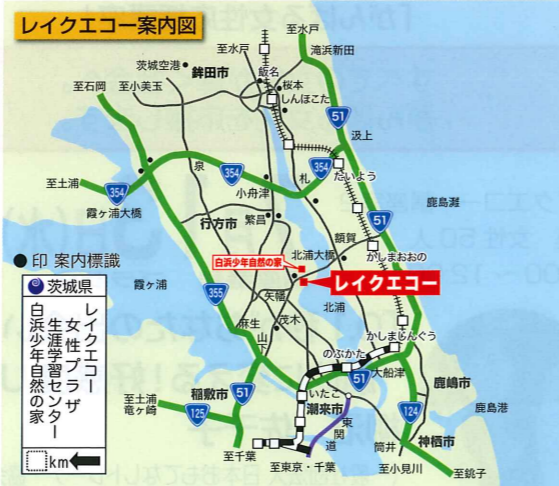 レイクエコー案内図
至水戸
至水戸
滝浜新田
茨城空港
鉾田市
飯名
桜本
至石岡
至小美玉
しんほこた
51
汲上
泉
354
354
札
たいよう
至土浦
354
小舟津
霞ヶ浦大橋
鹿島灘
51
行方市
繁昌
額賀
北浦大橋
かしまおおの
●印 案内標識
白浜少年自然の家
霞ヶ浦
レイクエコー
茨城県
レイクエコー
女性プラザ
生涯学習センター
白浜少年自然の家
km
355
矢幡
北浦
麻生
茂木
山下
かしまじんぐう
のぶかた
大船津
51
稲敷市
51
いたこ
潮来市
鹿嶋市
至土浦
竜ヶ崎
125
124
鹿島港
東関道
筒井
神栖市
至千葉
至東京・千葉
至小見川
至銚子